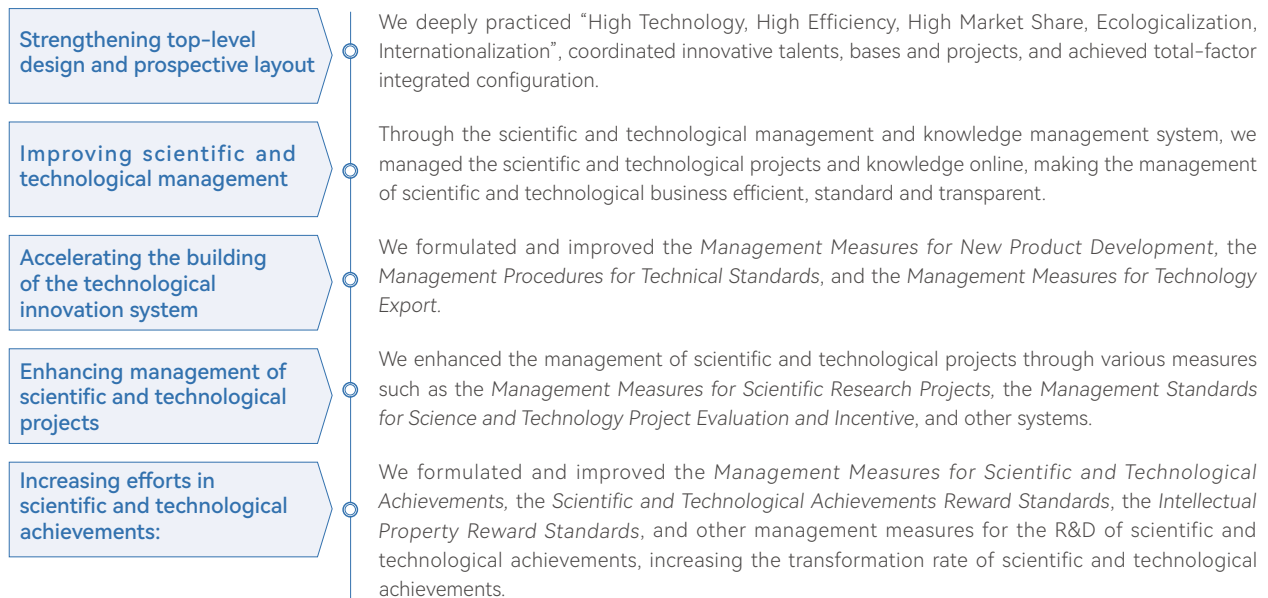 Strengthening top-level
design and prospective layout
We deeply practiced “High Technology, High Efficiency, High Market Share, Ecologicalization,
Internationalization”, coordinated innovative talents, bases and projects, and achieved total-factor
integrated configuration.
Improving scientific and
technological management
Through the scientific and technological management and knowledge management system, we
managed the scientific and technological projects and knowledge online, making the management
of scientific and technological business efficient, standard and transparent.
Accelerating the building
of the technological
innovation system
We formulated and improved the Management Measures for New Product Development, the
Management Procedures for Technical Standards, and the Management Measures for Technology
Export.
Enhancing management of
scientific and technological
projects
We enhanced the management of scientific and technological projects through various measures
such as the Management Measures for Scientific Research Projects, the Management Standards
for Science and Technology Project Evaluation and Incentive, and other systems.
Increasing efforts in
scientific and technological
achievements:
We formulated and improved the Management Measures for Scientific and Technological
Achievements, the Scientific and Technological Achievements Reward Standards, the Intellectual
Property Reward Standards, and other management measures for the R&D of scientific and
technological achievements, increasing the transformation rate of scientific and technological
achievements.